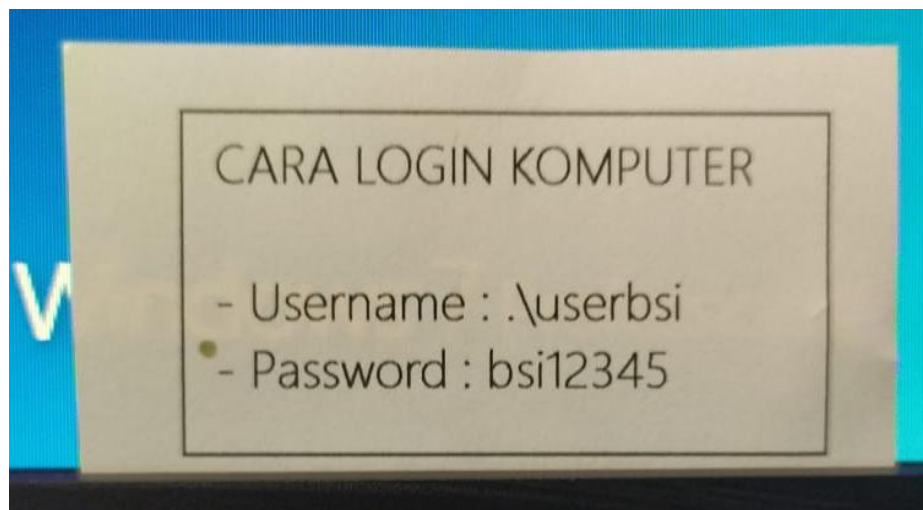 CARA LOGIN KOMPUTER
- Username : .\userbsi
- Password : bsi12345